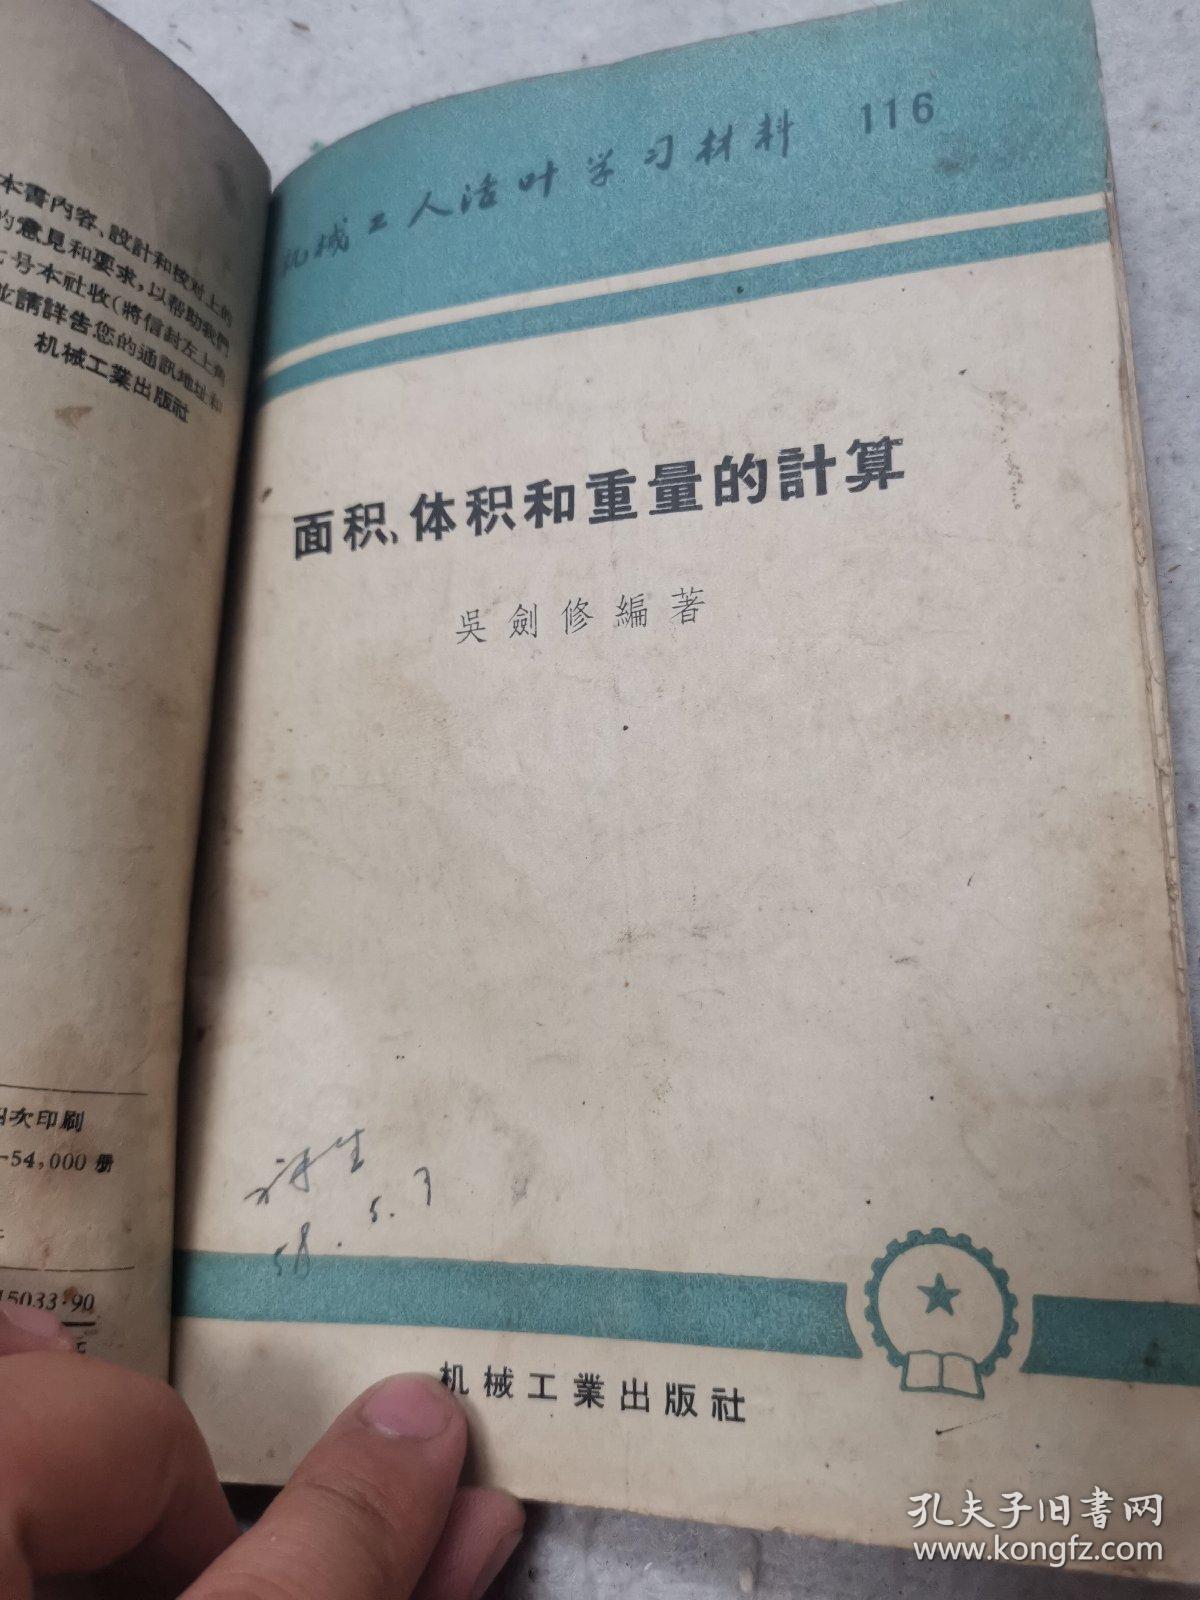 本書内容、設計和校对上的
的意見和要求,以帮助我們
号本社收(將信封左上角
並請詳告您的通訊地址和
机械工業出版社
次印刷
—54,000 册
15033·90
机械工人活叶学习材料 116
面积、体积和重量的計算
吳劍修編著
58.5.7
机械工業出版社
孔夫子旧書网
www.kongfz.com